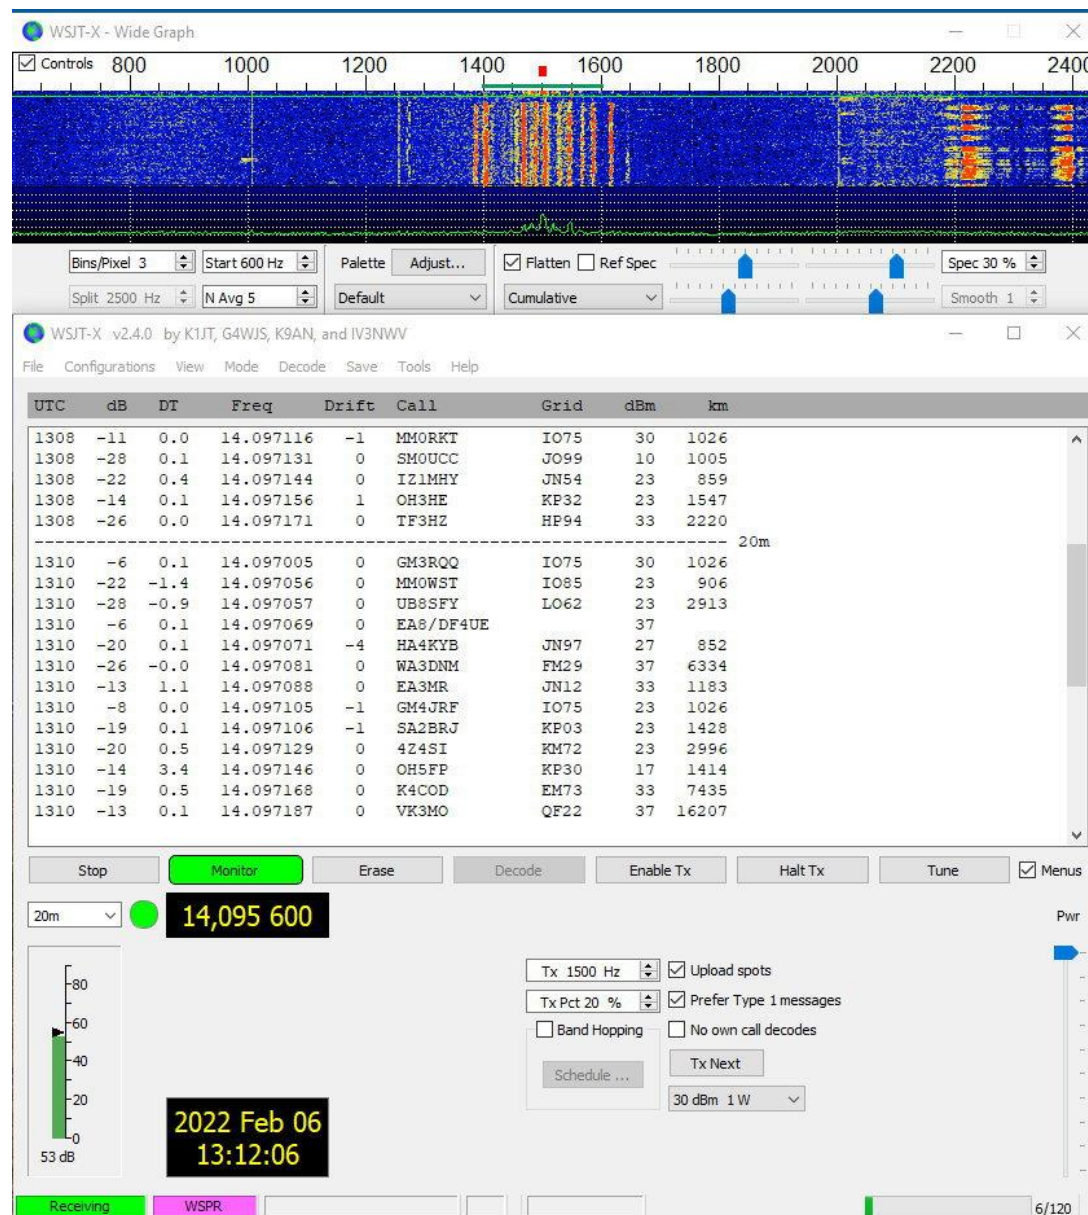 WSJT-X - Wide Graph
Controls 800 1000 1200 1400 1600 1800 2000 2200 2400
Bins/Pixel 3 Start 600 Hz Palette Adjust... Flatten Ref Spec Spec 30 %
Split 2500 Hz N Avg 5 Default Cumulative Smooth 1
WSJT-X v2.4.0 by K1JT, G4WJS, K9AN, and IV3NWV
File Configurations View Mode Decode Save Tools Help
UTC dB DT Freq Drift Call Grid dBm km
1308 -11 0.0 14.097116 -1 MM0RKT IO75 30 1026
1308 -28 0.1 14.097131 0 SM0UCC JO99 10 1005
1308 -22 0.4 14.097144 0 IZ1MHY JN54 23 859
1308 -14 0.1 14.097156 1 OH3HE KP32 23 1547
1308 -26 0.0 14.097171 0 TF3HZ HP94 33 2220
---------------------------------------------------------------------- 20m
1310 -6 0.1 14.097005 0 GM3RQQ IO75 30 1026
1310 -22 -1.4 14.097056 0 MM0WST IO85 23 906
1310 -28 -0.9 14.097057 0 UB8SFY LO62 23 2913
1310 -6 0.1 14.097069 0 EA8/DF4UE 37
1310 -20 0.1 14.097071 -4 HA4KYB JN97 27 852
1310 -26 -0.0 14.097081 0 WA3DNM FM29 37 6334
1310 -13 1.1 14.097088 0 EA3MR JN12 33 1183
1310 -8 0.0 14.097105 -1 GM4JRF IO75 23 1026
1310 -19 0.1 14.097106 -1 SA2BRJ KP03 23 1428
1310 -20 0.5 14.097129 0 4Z4SI KM72 23 2996
1310 -14 3.4 14.097146 0 OH5FP KP30 17 1414
1310 -19 0.5 14.097168 0 K4COD EM73 33 7435
1310 -13 0.1 14.097187 0 VK3MO QF22 37 16207
Stop Monitor Erase Decode Enable Tx Halt Tx Tune Menus
20m 14,095 600 Pwr
80
60
40
20
0
53 dB
Tx 1500 Hz Upload spots
Tx Pct 20 % Prefer Type 1 messages
Band Hopping No own call decodes
Schedule ... Tx Next
30 dBm 1 W
2022 Feb 06
13:12:06
Receiving WSPR 6/120